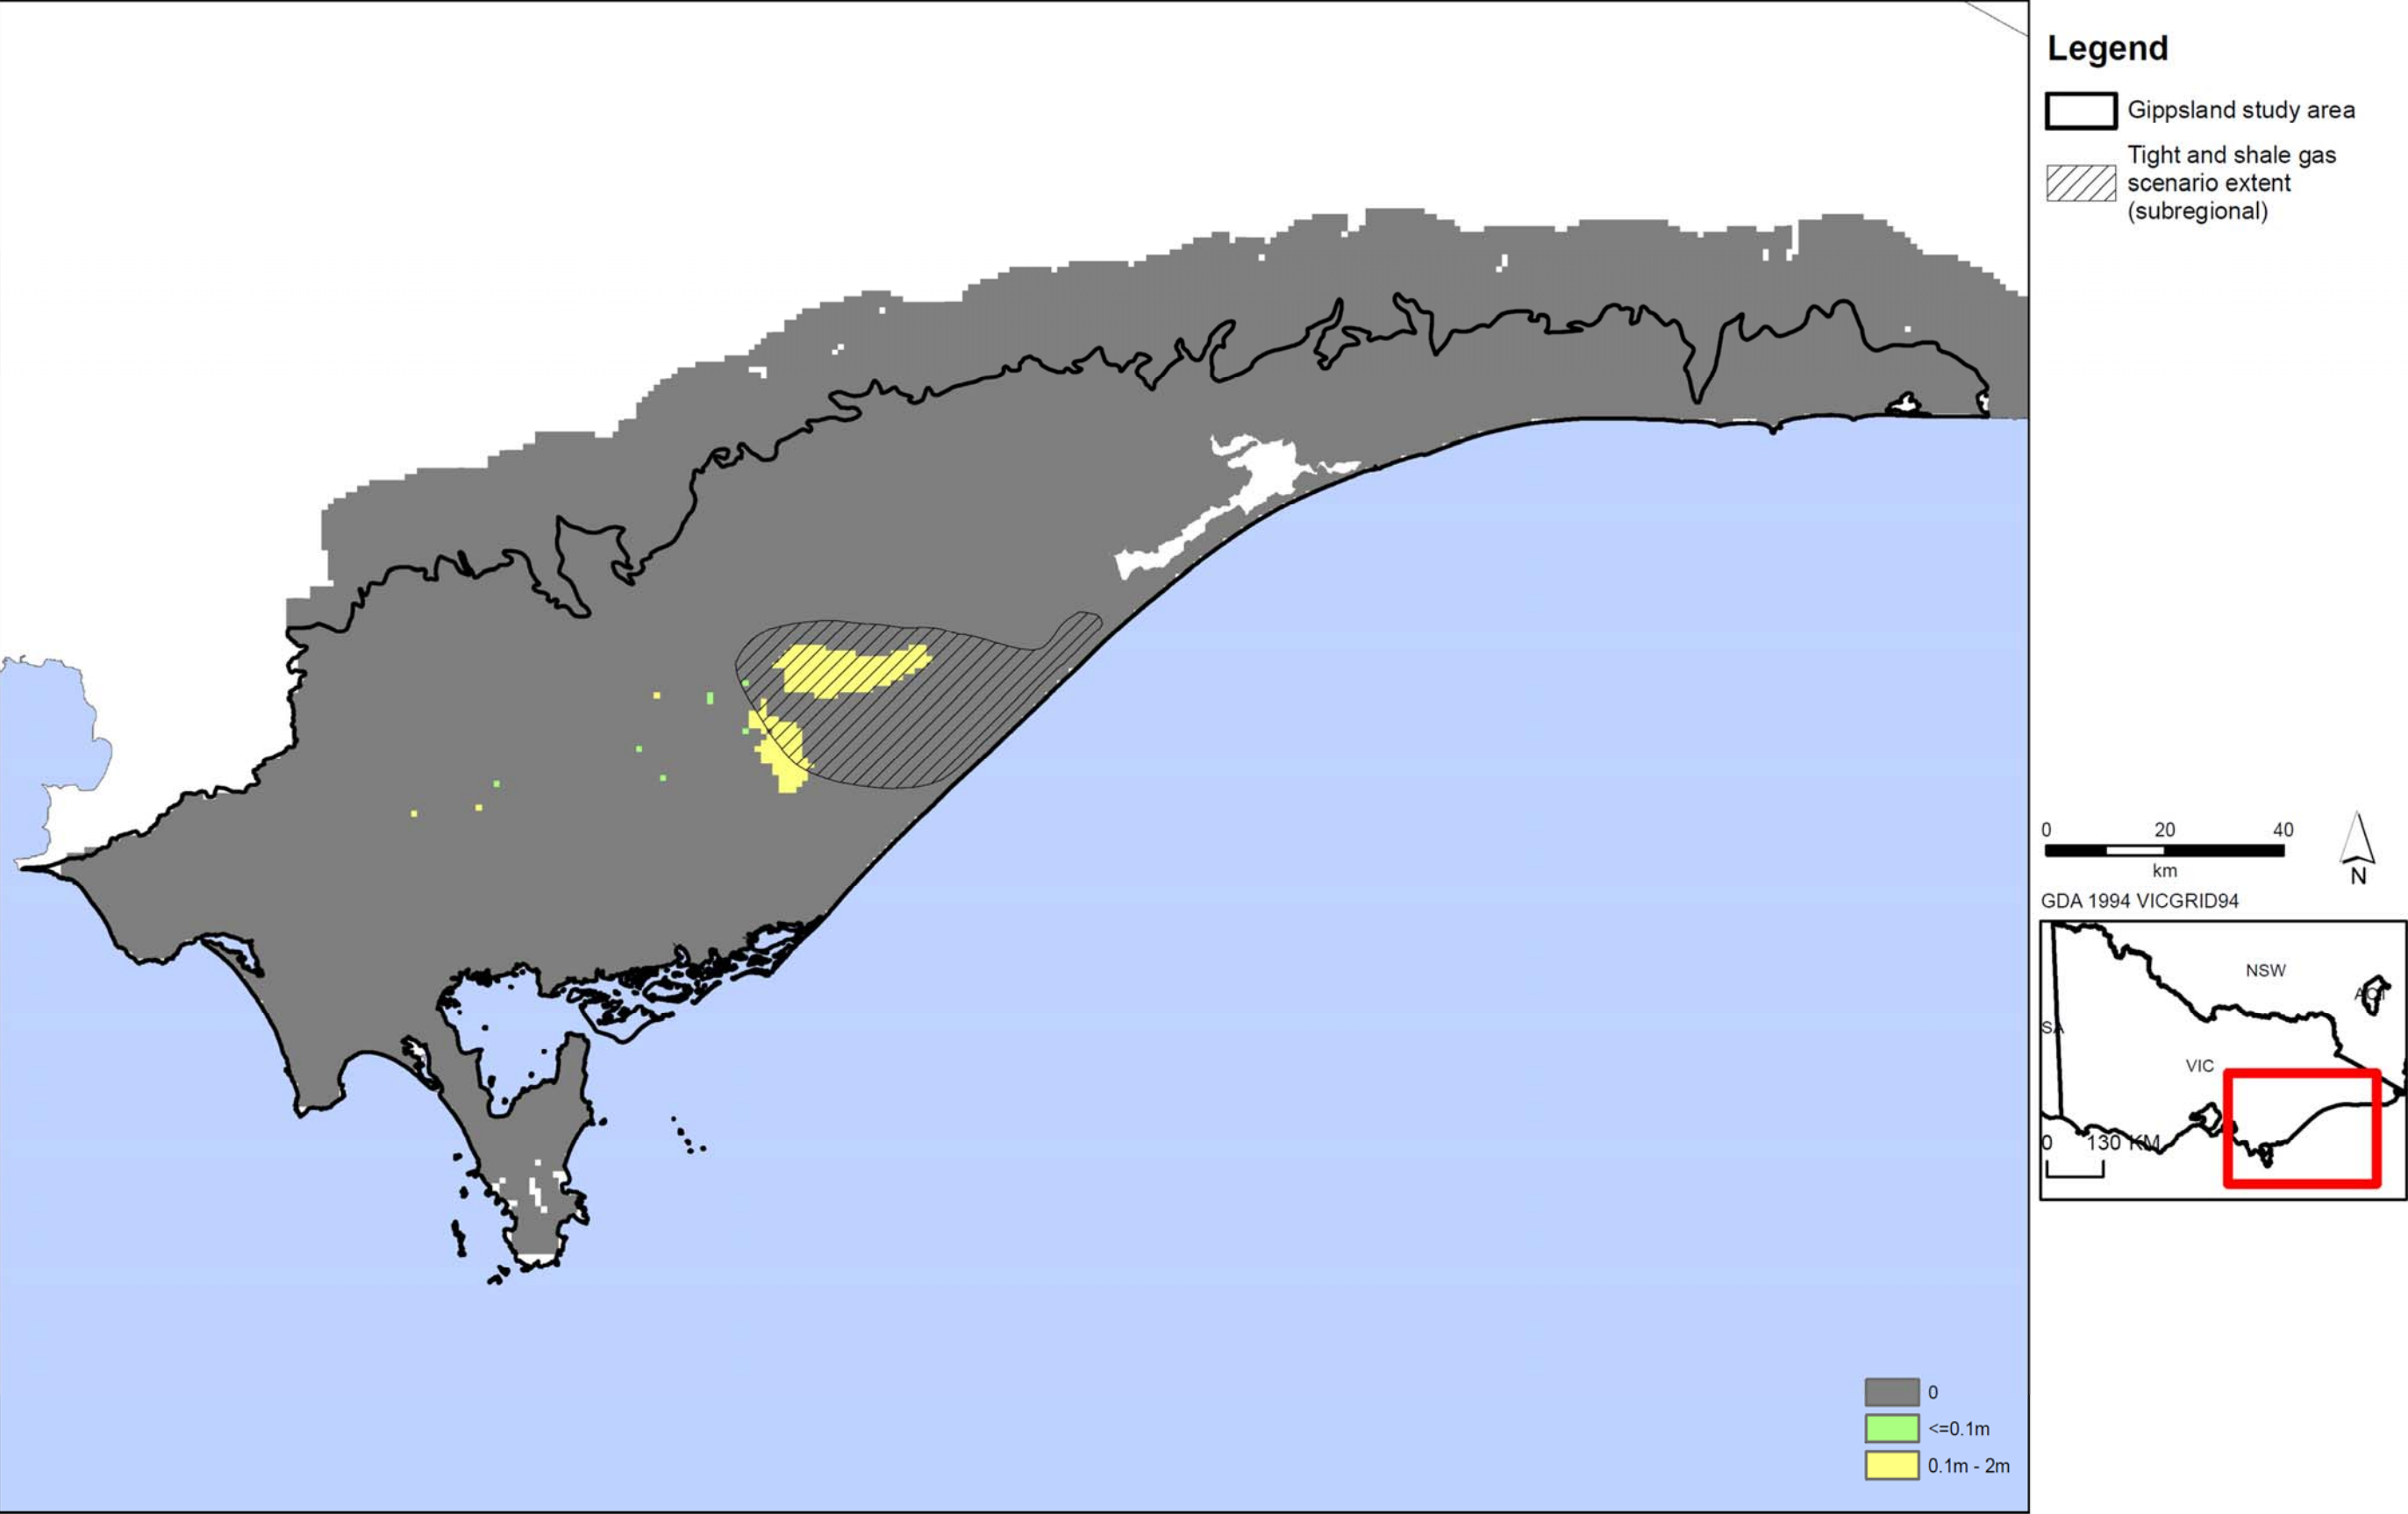 Legend
Gippsland study area
Tight and shale gas
scenario extent
(subregional)
0 20 40
km
N
GDA 1994 VICGRID94
NSW
SA
VIC
0 130 KM
0
<=0.1m
0.1m - 2m